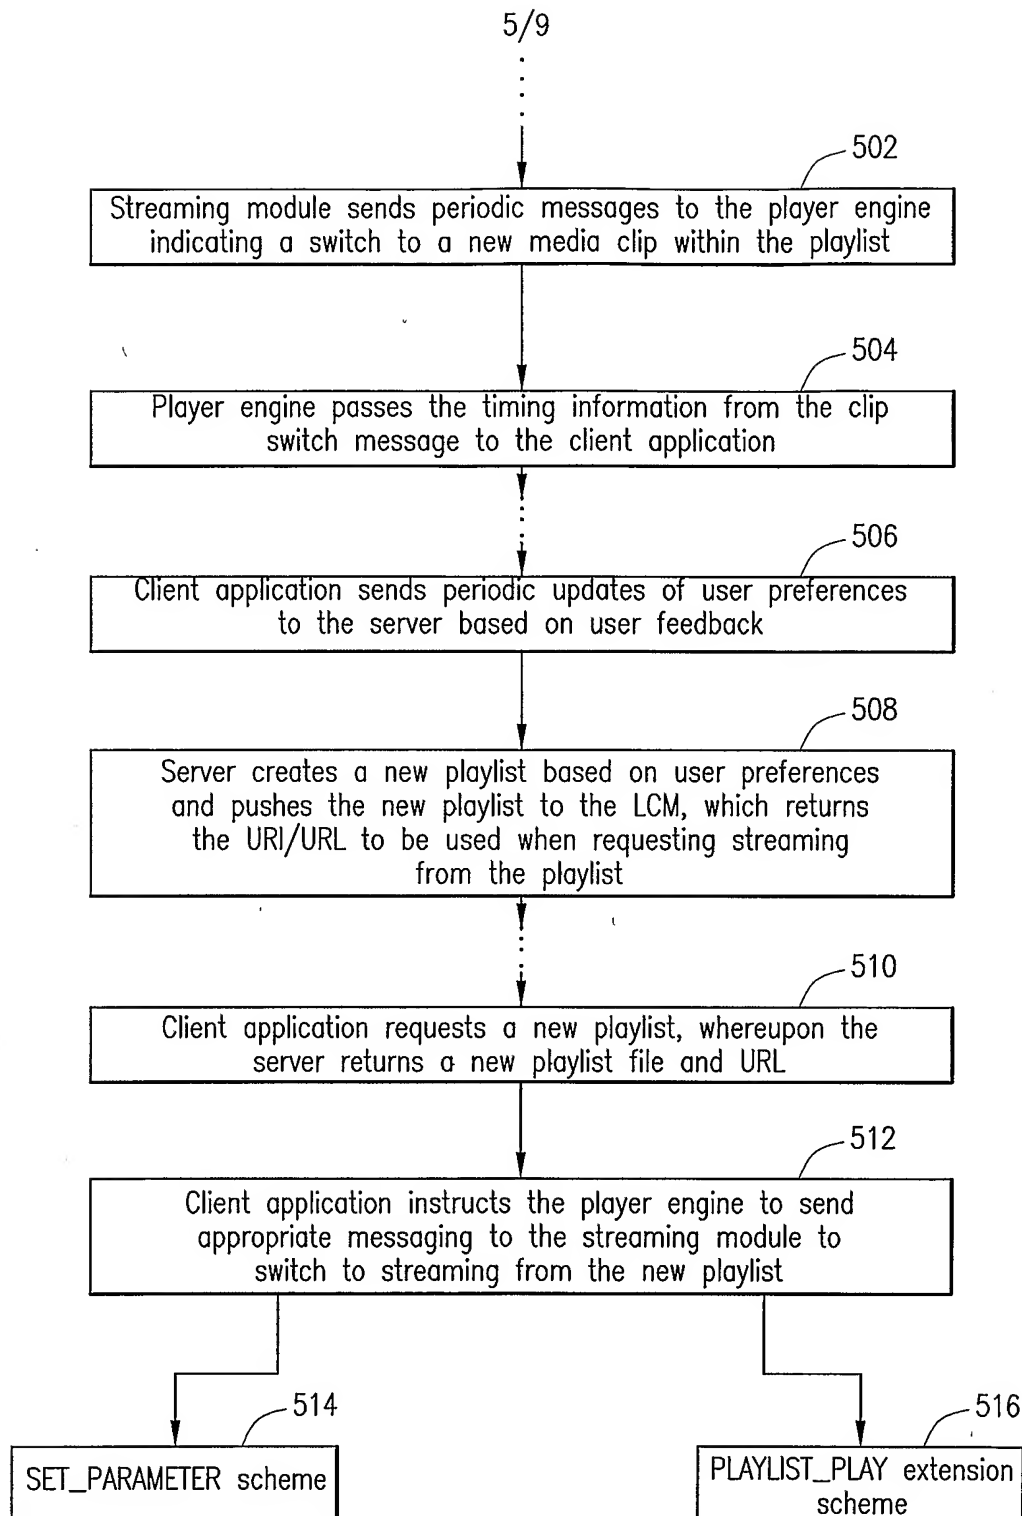 5/9
502
Streaming module sends periodic messages to the player engine
indicating a switch to a new media clip within the playlist
504
Player engine passes the timing information from the clip
switch message to the client application
506
Client application sends periodic updates of user preferences
to the server based on user feedback
508
Server creates a new playlist based on user preferences
and pushes the new playlist to the LCM, which returns
the URI/URL to be used when requesting streaming
from the playlist
510
Client application requests a new playlist, whereupon the
server returns a new playlist file and URL
512
Client application instructs the player engine to send
appropriate messaging to the streaming module to
switch to streaming from the new playlist
514
SET_PARAMETER scheme
516
PLAYLIST_PLAY extension
scheme